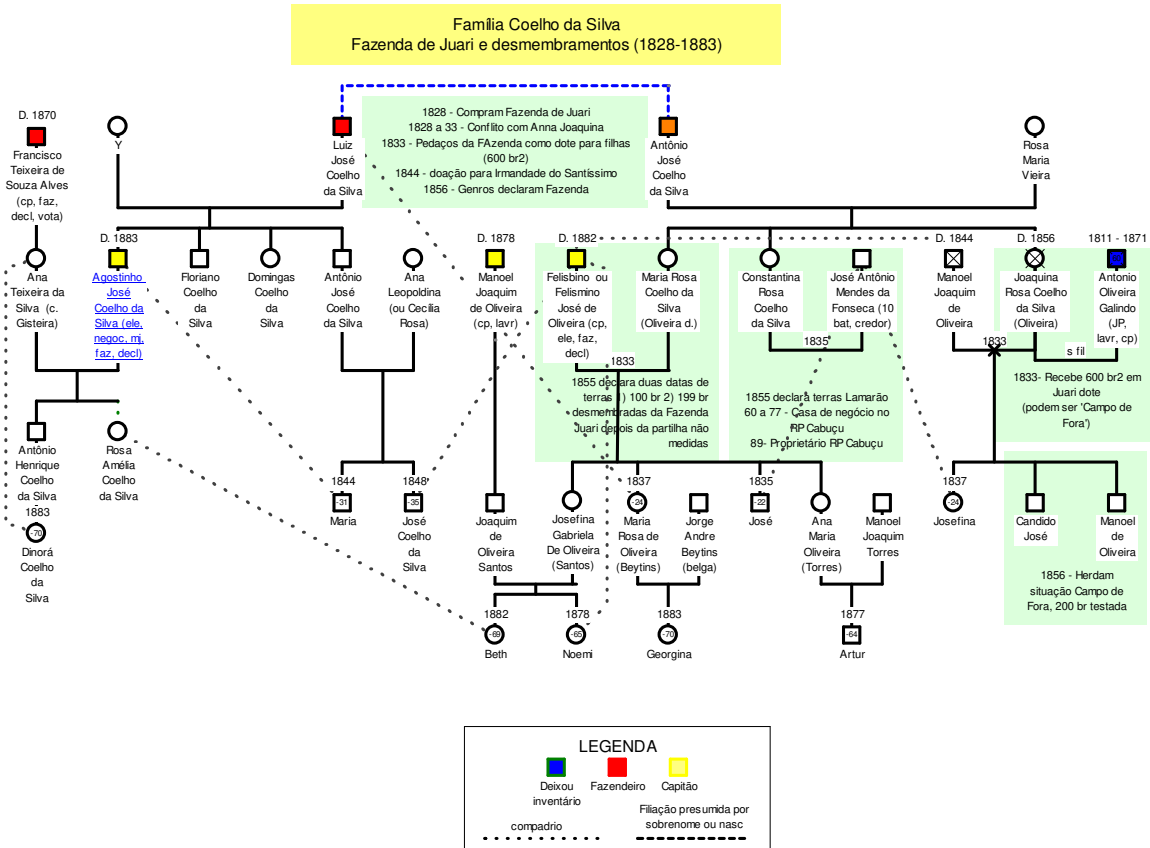 Família Coelho da Silva
Fazenda de Juari e desmembramentos (1828-1883)
D. 1870
Francisco
Teixeira de
Souza Alves
(cp, faz,
decl, vota)
Y
Luiz
José
Coelho
da Silva
1828 - Compram Fazenda de Juari
1828 a 33 - Conflito com Anna Joaquina
1833 - Pedaços da FAzenda como dote para filhas
(600 br2)
1844 - doação para Irmandade do Santíssimo
1856 - Genros declaram Fazenda
Antônio
José
Coelho
da Silva
Rosa
Maria
Vieira
Ana
Teixeira da
Silva (c.
Gisteira)
D. 1883
Agostinho
José
Coelho da
Silva (ele,
negoc, mj,
faz, decl)
Floriano
Coelho
da
Silva
Domingas
Coelho
da
Silva
Antônio
José
Coelho
da Silva
Ana
Leopoldina
(ou Cecília
Rosa)
D. 1878
Manoel
Joaquim
de Oliveira
(cp, lavr)
D. 1882
Felisbino ou
Felismino
José de
Oliveira (cp,
ele, faz,
decl)
Maria Rosa
Coelho da
Silva
(Oliveira d.)
1833
1855 declara duas datas de
terras 1) 100 br 2) 199 br
desmembradas da Fazenda
Juari depois da partilha não
medidas
Constantina
Rosa
Coelho
da Silva
José Antônio
Mendes da
Fonseca (10
bat, credor)
1835
1855 declara terras Lamarão
60 a 77 - Casa de negócio no
RP Cabuçu
89- Proprietário RP Cabuçu
D. 1844
Manoel
Joaquim
de
Oliveira
D. 1856
Joaquina
Rosa Coelho
da Silva
(Oliveira)
1811 - 1871
Antonio
Oliveira
Galindo
(JP,
lavr, cp)
1833
s fil
1833- Recebe 600 br2 em
Juari dote
(podem ser 'Campo de
Fora')
Antônio
Henrique
Coelho
da Silva
Rosa
Amélia
Coelho
da Silva
1883
-70
Dinorá
Coelho
da
Silva
1844
-31
Maria
1848
-35
José
Coelho
da
Silva
Joaquim
de
Oliveira
Santos
Josefina
Gabriela
De Oliveira
(Santos)
1837
-24
Maria
Rosa de
Oliveira
(Beytins)
Jorge
Andre
Beytins
(belga)
1835
-22
José
Ana
Maria
Oliveira
(Torres)
Manoel
Joaquim
Torres
1837
-24
Josefina
Candido
José
Manoel
de
Oliveira
1856 - Herdam
situação Campo de
Fora, 200 br testada
1882
-69
Beth
1878
-65
Noemi
1883
-70
Georgina
1877
-64
Artur
LEGENDA
Deixou
inventário
Fazendeiro
Capitão
compadrio
Filiação presumida por
sobrenome ou nasc